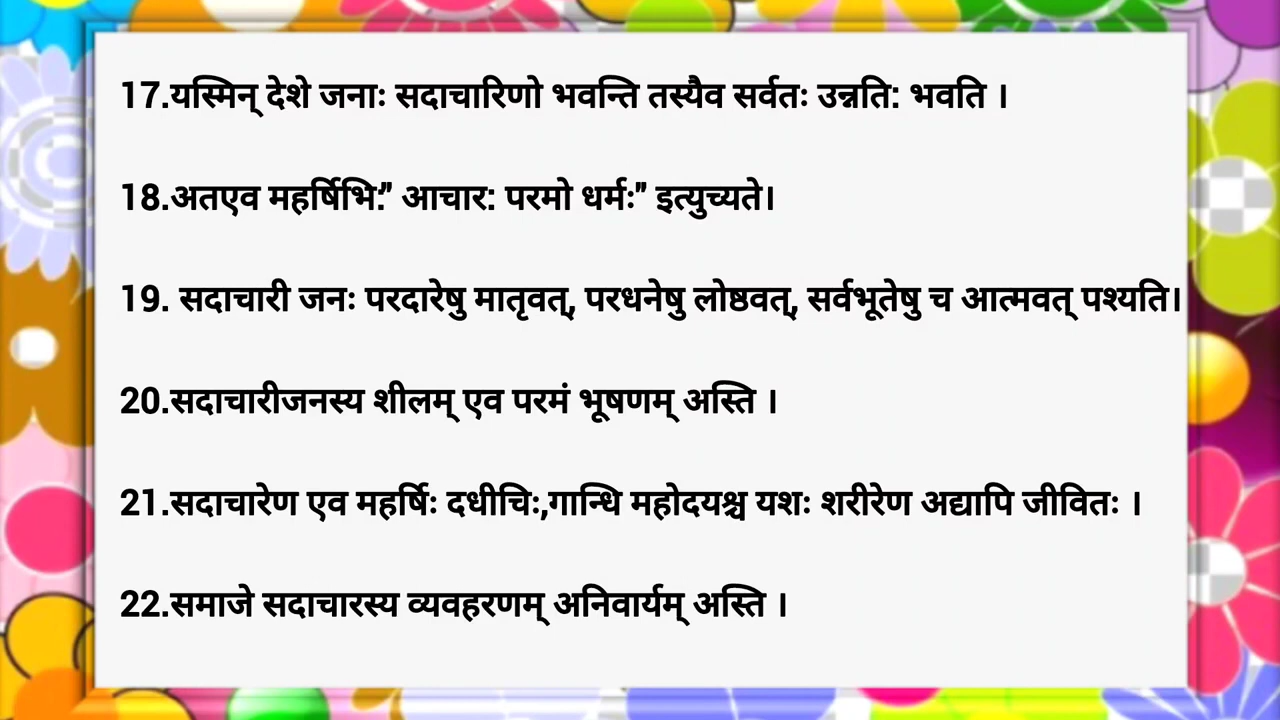 17.यस्मिन् देशे जनाः सदाचारिणो भवन्ति तस्यैव सर्वतः उन्नति: भवति ।
18.अतएव महर्षिभि:" आचार: परमो धर्मः" इत्युच्यते।
19. सदाचारी जनः परदारेषु मातृवत्, परधनेषु लोष्ठवत्, सर्वभूतेषु च आत्मवत् पश्यति।
20.सदाचारीजनस्य शीलम् एव परमं भूषणम् अस्ति ।
21.सदाचारेण एव महर्षिः दधीचिः,गान्धि महोदयश्च यशः शरीरेण अद्यापि जीवितः ।
22.समाजे सदाचारस्य व्यवहरणम् अनिवार्यम् अस्ति ।